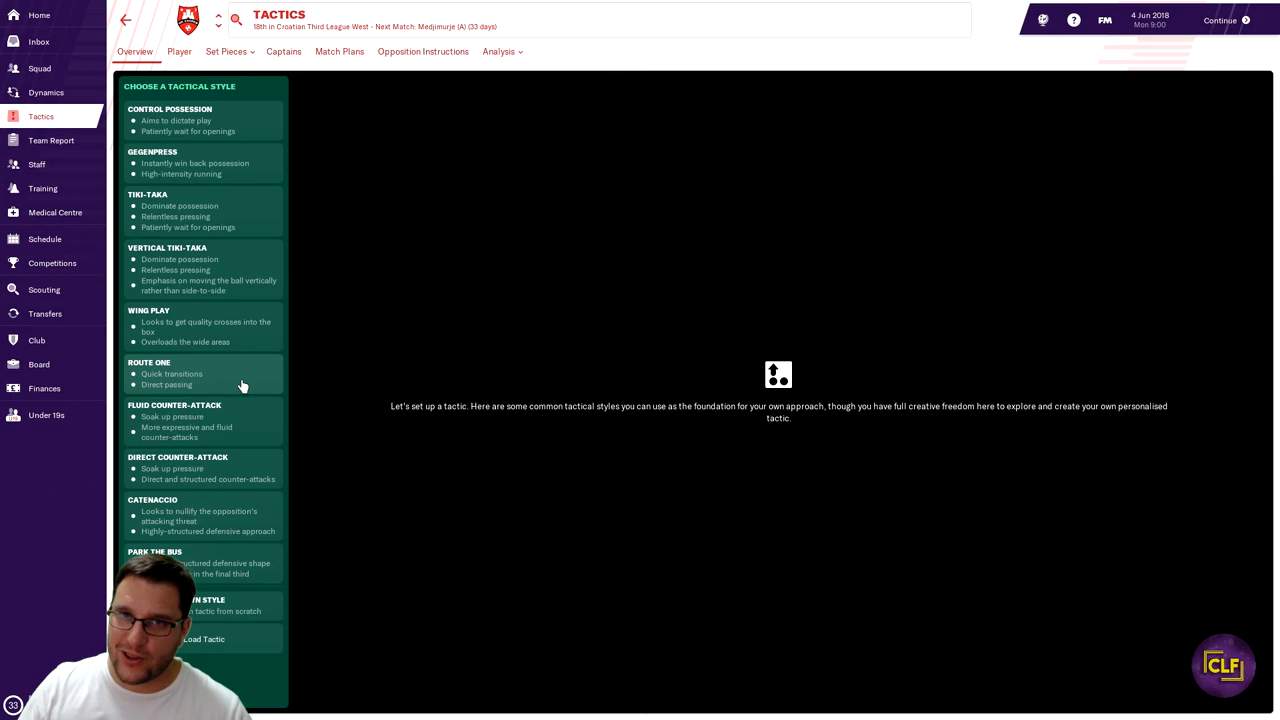 Home
Inbox
Squad
Dynamics
Tactics
Team Report
Staff
Training
Medical Centre
Schedule
Competitions
Scouting
Transfers
Club
Board
Finances
Under 19s
33
TACTICS
18th in Croatian Third League West - Next Match: Medjimurje (A) (33 days)
?
FM
4 Jun 2018
Mon 9:00
Continue
Overview
Player
Set Pieces
Captains
Match Plans
Opposition Instructions
Analysis
CHOOSE A TACTICAL STYLE
CONTROL POSSESSION
Aims to dictate play
Patiently wait for openings
GEGENPRESS
Instantly win back possession
High-intensity running
TIKI-TAKA
Dominate possession
Relentless pressing
Patiently wait for openings
VERTICAL TIKI-TAKA
Dominate possession
Relentless pressing
Emphasis on moving the ball vertically
rather than side-to-side
WING PLAY
Looks to get quality crosses into the
box
Overloads the wide areas
ROUTE ONE
Quick transitions
Direct passing
FLUID COUNTER-ATTACK
Soak up pressure
More expressive and fluid
counter-attacks
DIRECT COUNTER-ATTACK
Soak up pressure
Direct and structured counter-attacks
CATENACCIO
Looks to nullify the opposition's
attacking threat
Highly-structured defensive approach
PARK THE BUS
defensive shape
in the final third
STYLE
tactic from scratch
Load Tactic
Let's set up a tactic. Here are some common tactical styles you can use as the foundation for your own approach, though you have full creative freedom here to explore and create your own personalised
tactic.
CLF